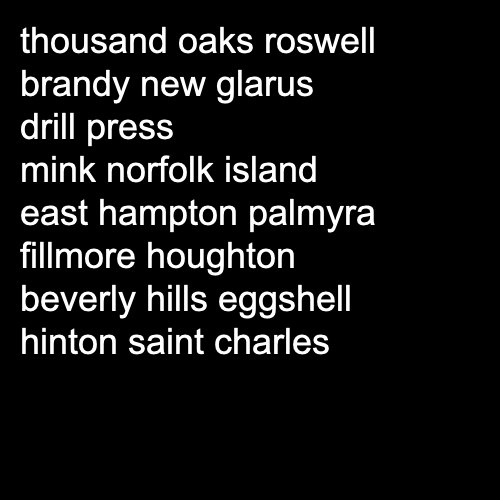 thousand oaks roswell
brandy new glarus
drill press
mink norfolk island
east hampton palmyra
fillmore houghton
beverly hills eggshell
hinton saint charles